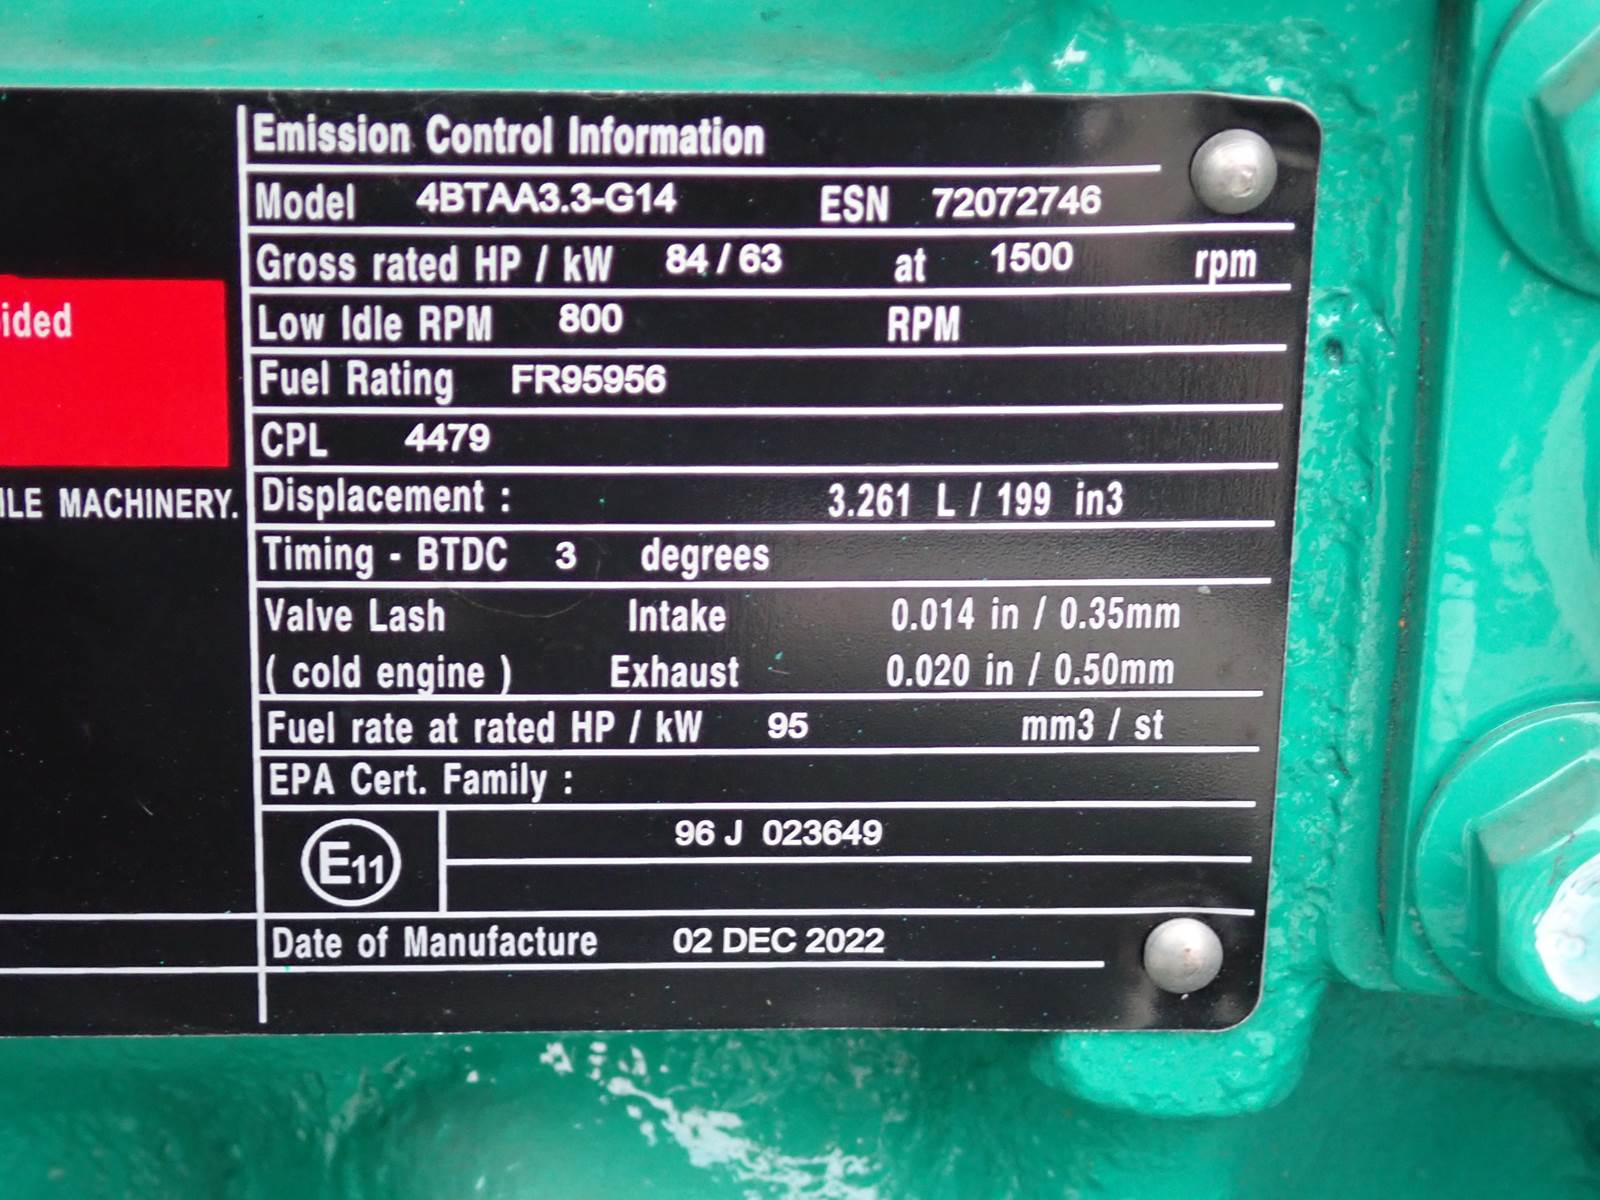 Emission Control Information
Model 4BTAA3.3-G14 ESN 72072746
Gross rated HP / kW 84 / 63 at 1500 rpm
ided
Low Idle RPM 800 RPM
Fuel Rating FR95956
CPL 4479
ILE MACHINERY.
Displacement : 3.261 L / 199 in3
Timing - BTDC 3 degrees
Valve Lash Intake 0.014 in / 0.35mm
( cold engine ) Exhaust 0.020 in / 0.50mm
Fuel rate at rated HP / kW 95 mm3 / st
EPA Cert. Family :
96 J 023649
E11
Date of Manufacture 02 DEC 2022